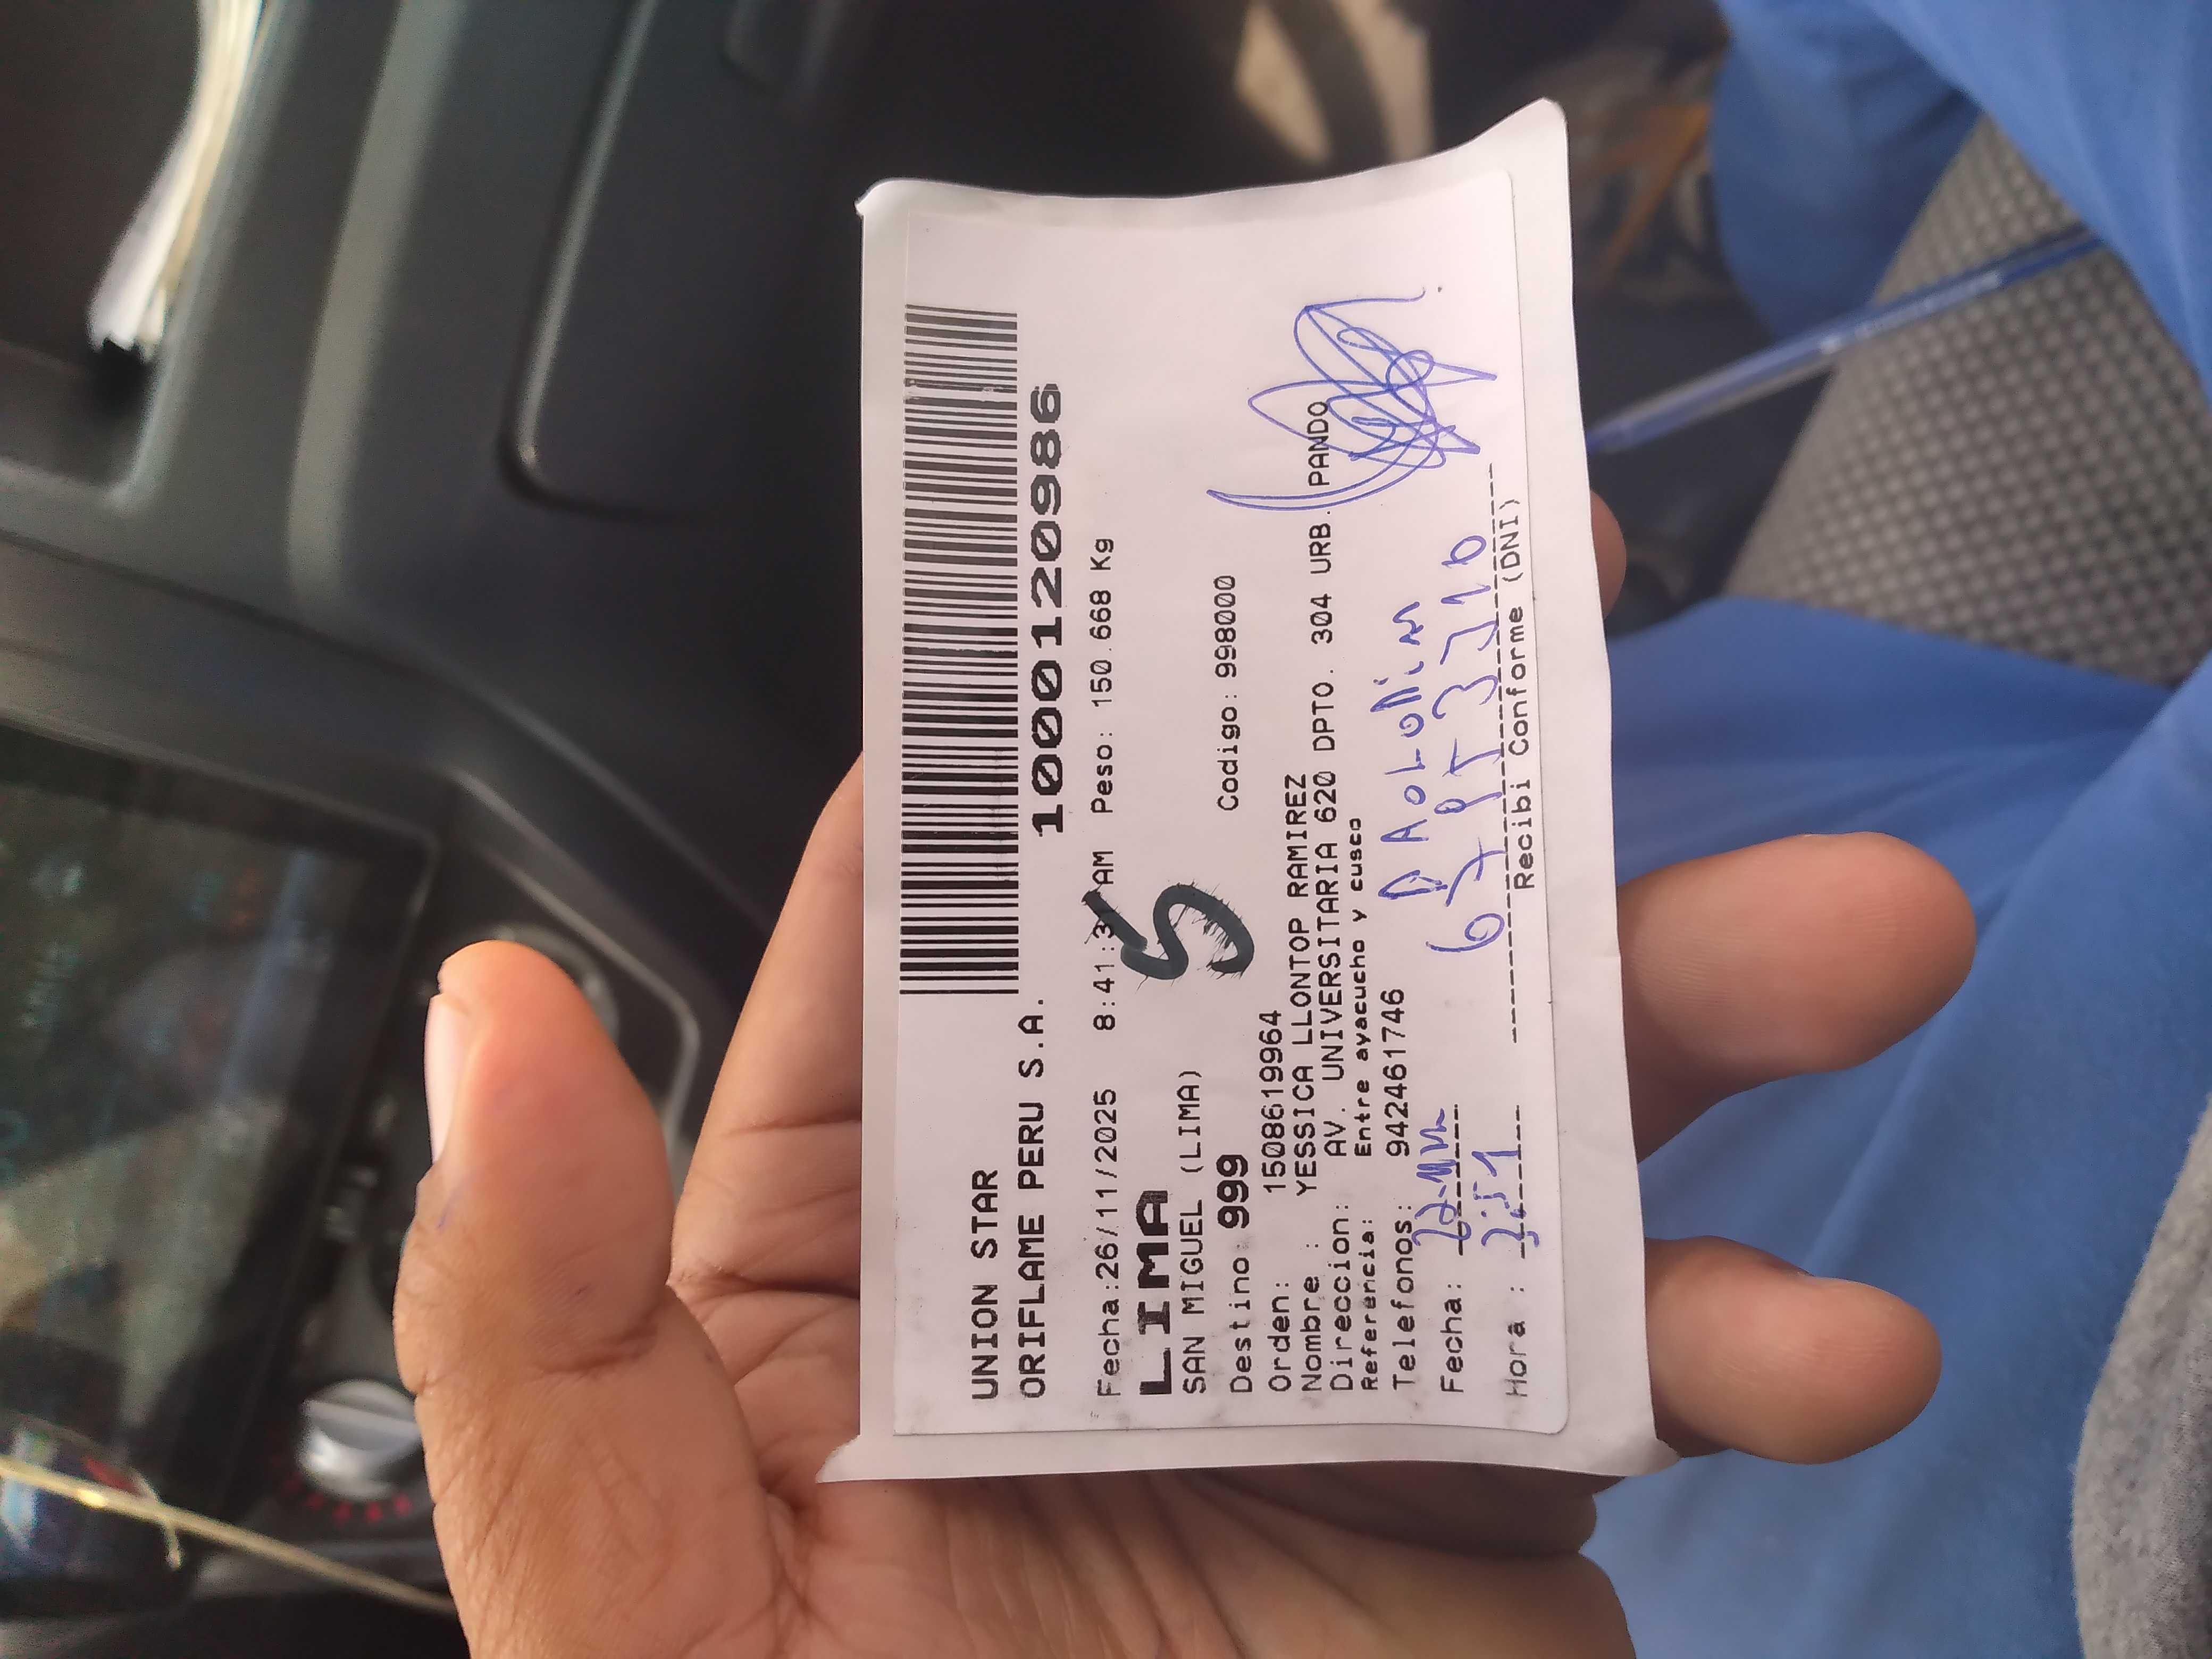 UNION STAR
ORIFLAME PERU S.A.
1000120986
Fecha:26/11/2025 8:41:3 AM Peso: 150.668 Kg
LIMA
SAN MIGUEL (LIMA)
5
Destino 999 Codigo: 998000
Orden: 1508619964
Nombre : YESSICA LLONTOP RAMIREZ
Direccion: AV. UNIVERSITARIA 620 DPTO. 304 URB. PANDO
Referencia: Entre ayacucho y cusco
Telefonos: 942461746
Fecha:
Hora :
Recibi Conforme (DNI)